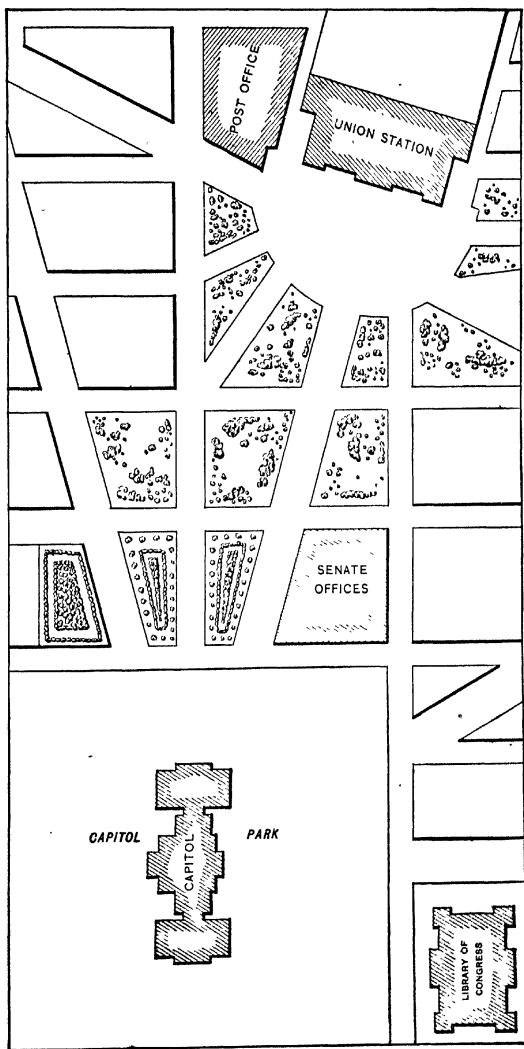 POST OFFICE
UNION STATION
SENATE
OFFICES
CAPITOL
CAPITOL
PARK
LIBRARY OF
CONGRESS